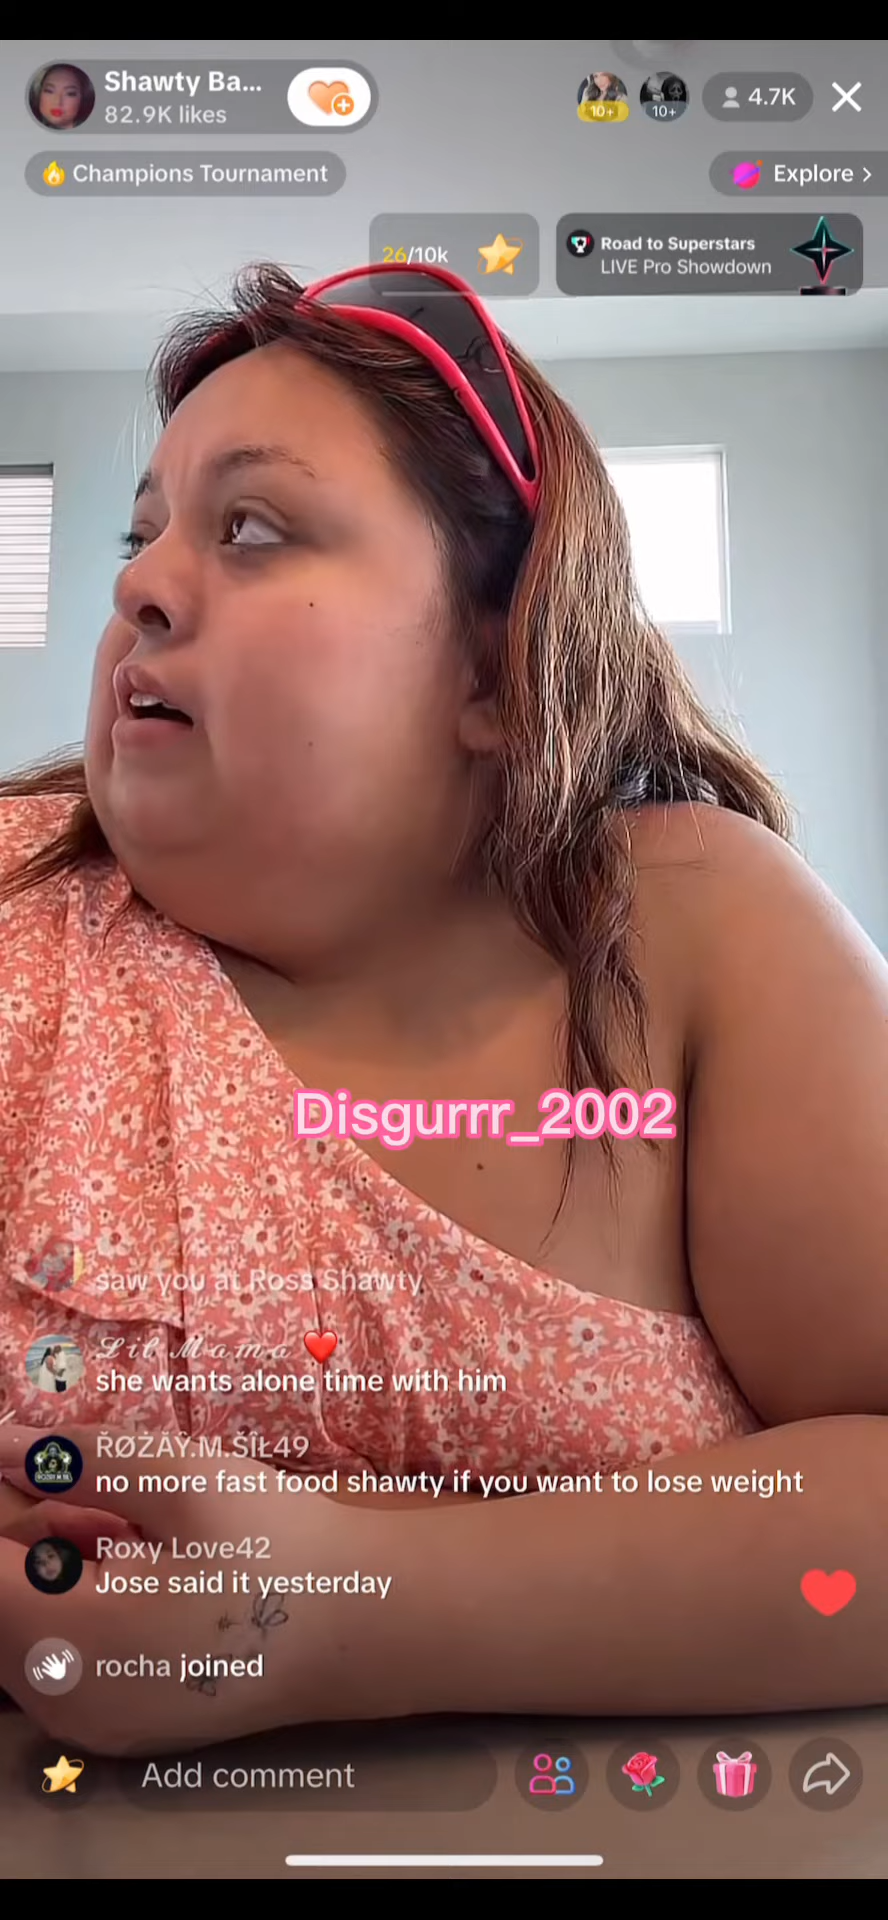 Shawty Ba...
82.9K likes
10+
10+
4.7K
Champions Tournament
Explore >
26/10k
Road to Superstars
LIVE Pro Showdown
Disgurrr_2002
saw you at Ross Shawty
𝓛𝓲𝓵 𝓜𝓪𝓶𝓪 ❤️
she wants alone time with him
ŘØŻĂŶ.M.ŠÎŁ49
no more fast food shawty if you want to lose weight
Roxy Love42
Jose said it yesterday
rocha joined
Add comment